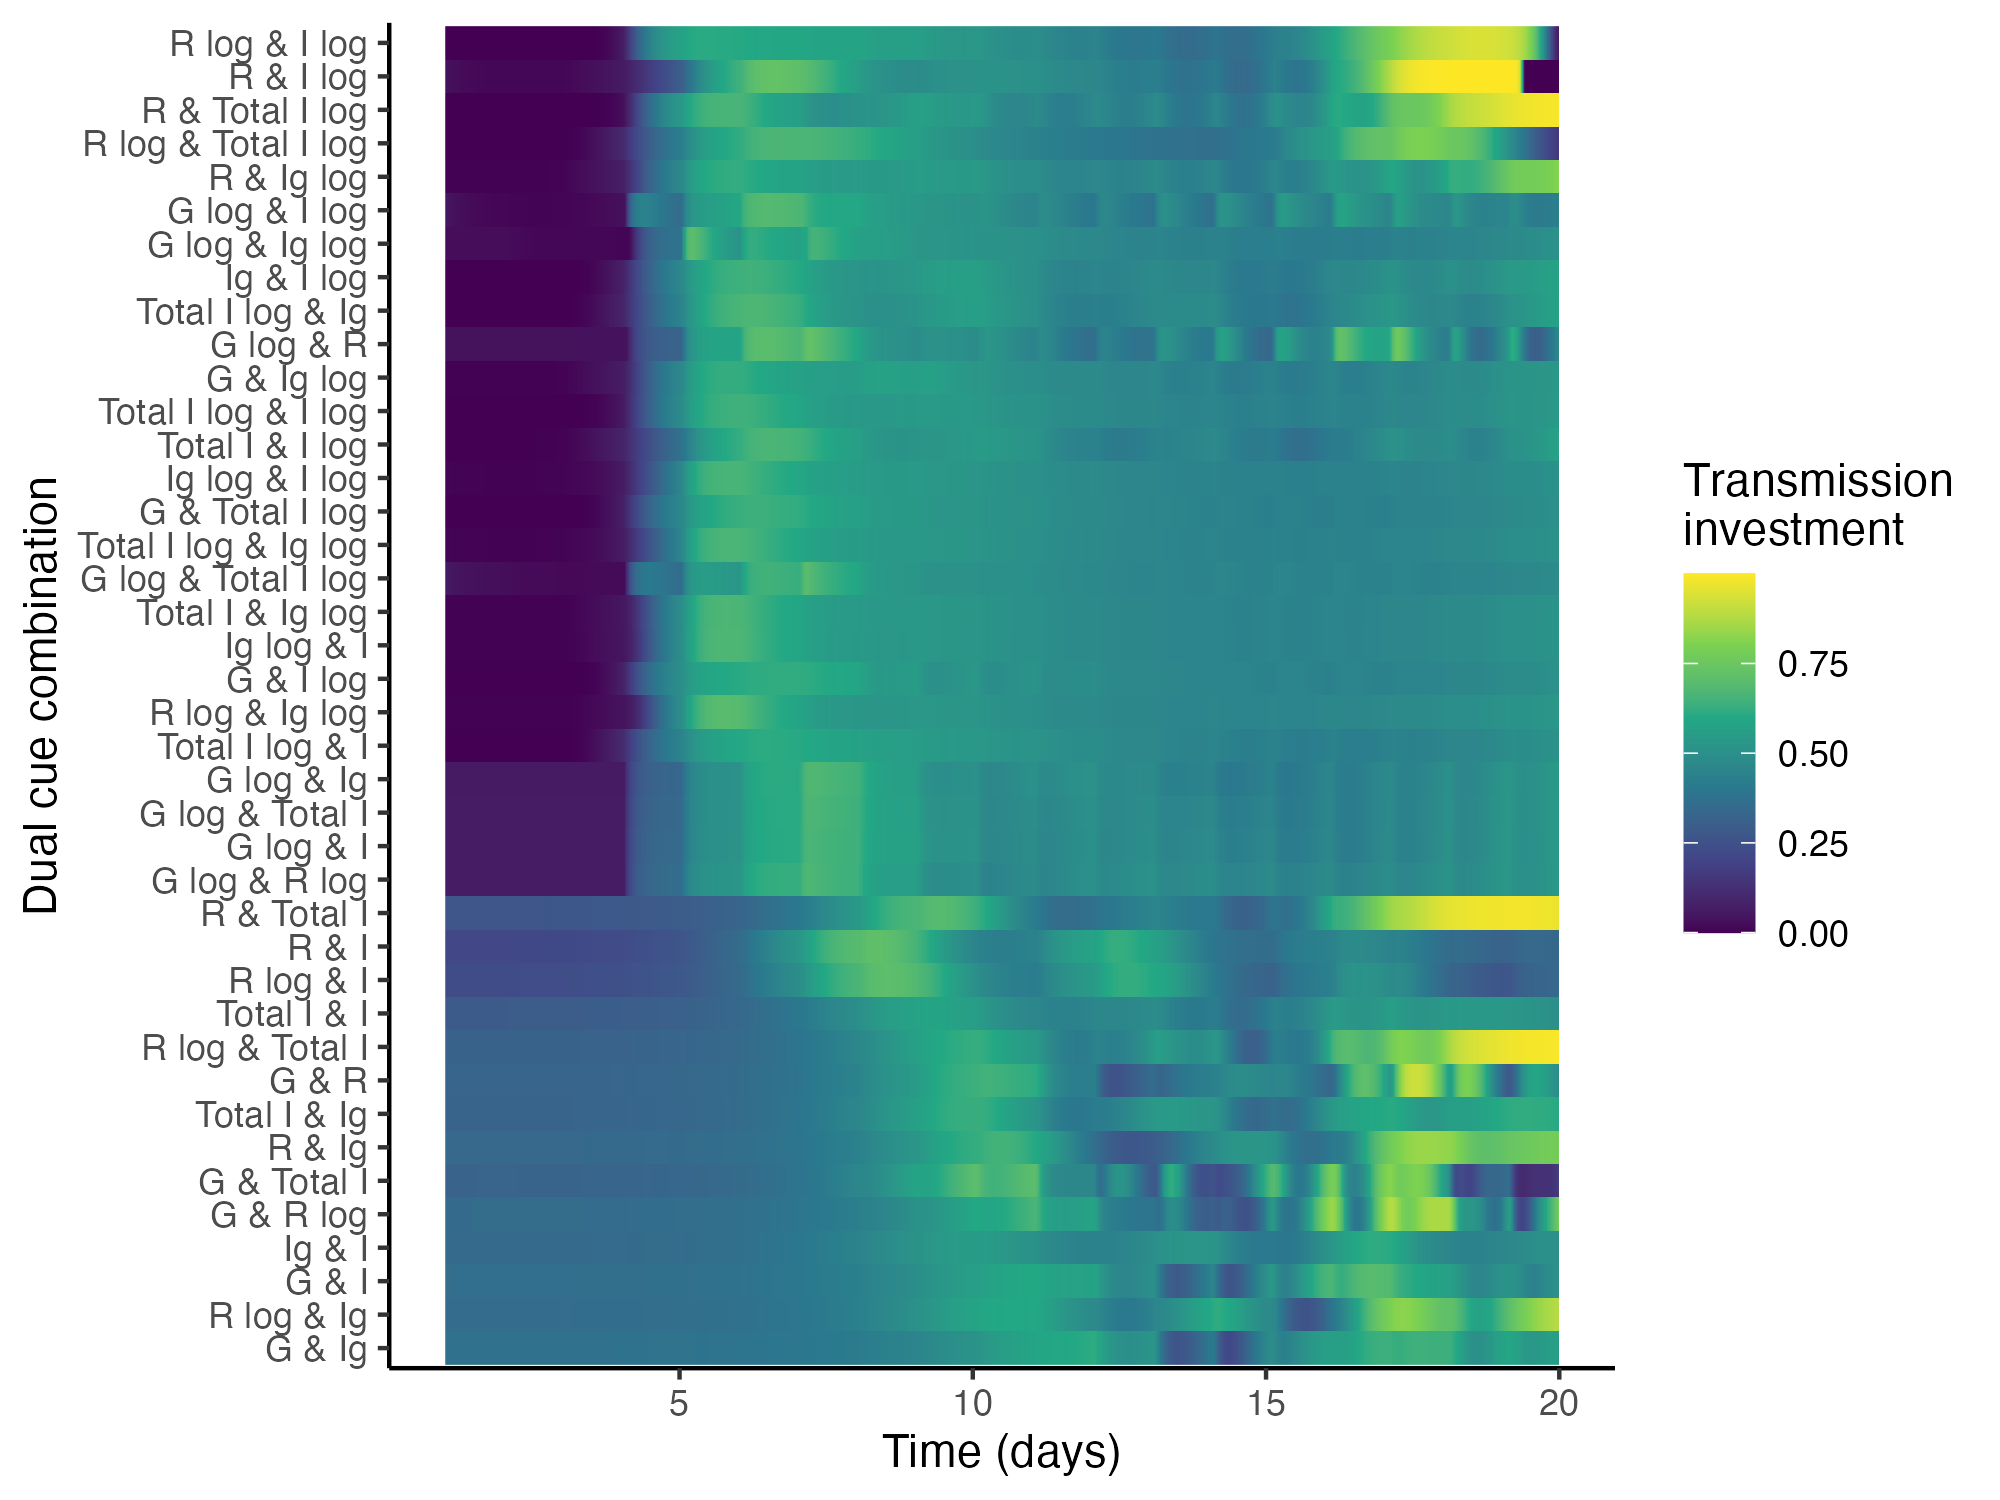 R log & I log
R & I log
R & Total I log
R log & Total I log
R & Ig log
G log & I log
G log & Ig log
Ig & I log
Total I log & Ig
G log & R
G & Ig log
Total I log & I log
Total I & I log
Ig log & I log
G & Total I log
Total I log & Ig log
G log & Total I log
Total I & Ig log
Ig log & I
G & I log
R log & Ig log
Total I log & I
G log & Ig
G log & Total I
G log & I
G log & R log
R & Total I
R & I
R log & I
Total I & I
R log & Total I
G & R
Total I & Ig
R & Ig
G & Total I
G & R log
Ig & I
G & I
R log & Ig
G & Ig
Dual cue combination
5
10
15
20
Time (days)
Transmission
investment
0.75
0.50
0.25
0.00